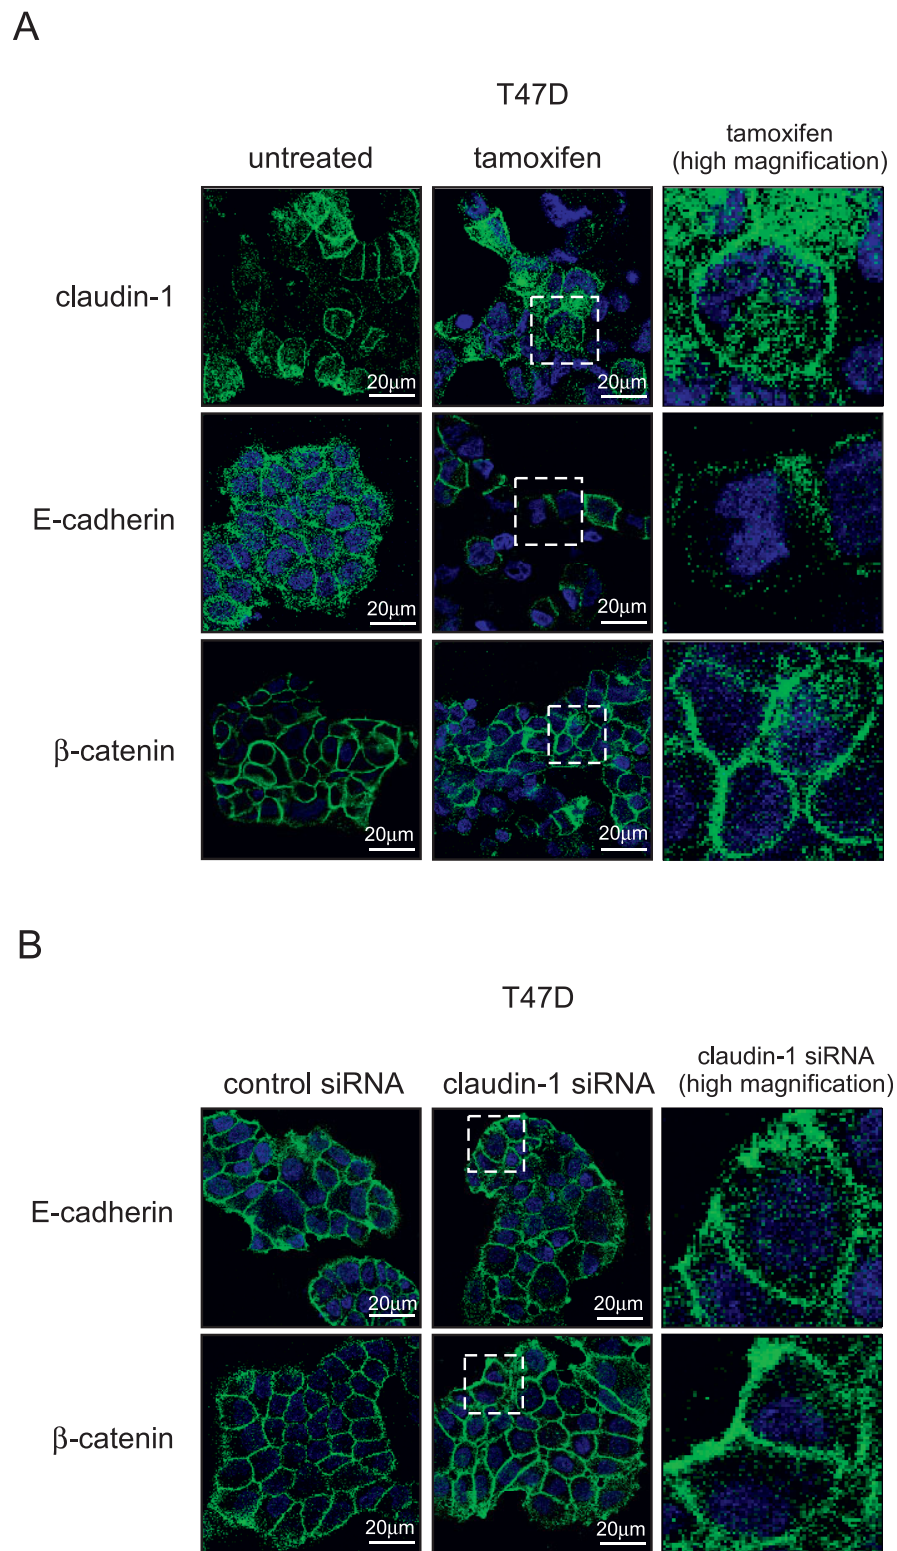 A
T47D
untreated
tamoxifen
tamoxifen
(high magnification)
claudin-1
20μm
20μm
E-cadherin
20μm
20μm
β-catenin
20μm
20μm
B
T47D
control siRNA
claudin-1 siRNA
claudin-1 siRNA
(high magnification)
E-cadherin
20μm
20μm
β-catenin
20μm
20μm